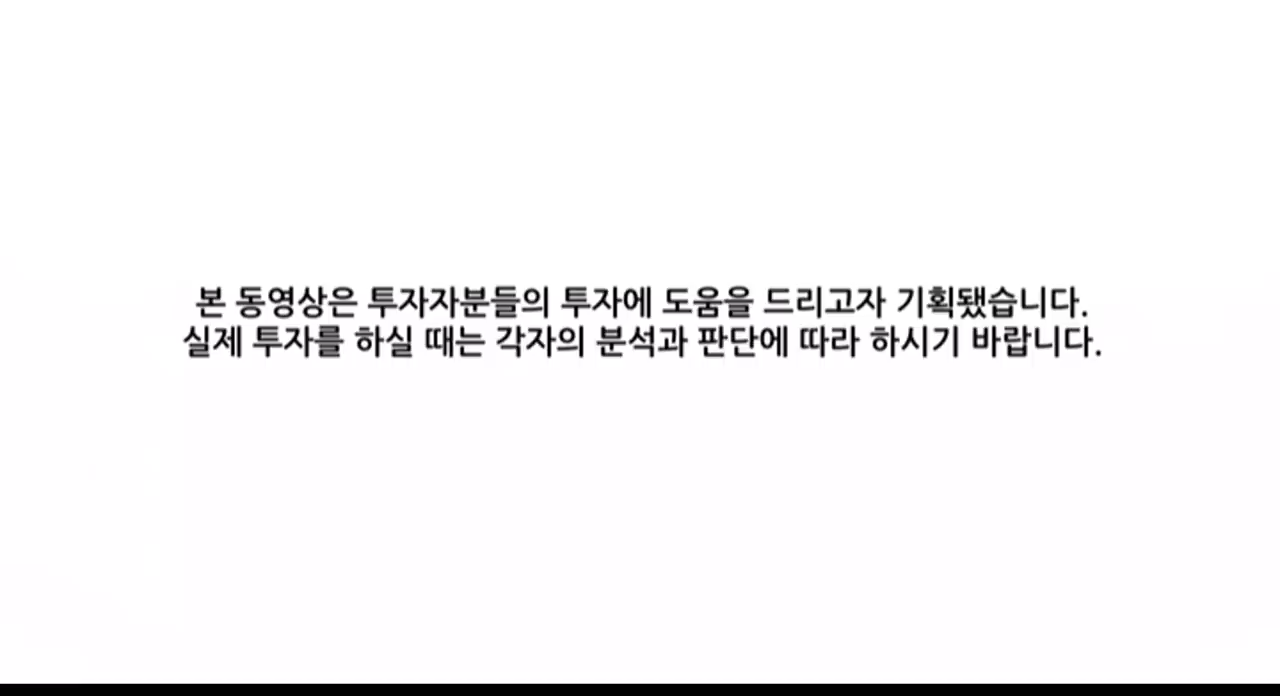 본 동영상은 투자자분들의 투자에 도움을 드리고자 기획됐습니다.
실제 투자를 하실 때는 각자의 분석과 판단에 따라 하시기 바랍니다.